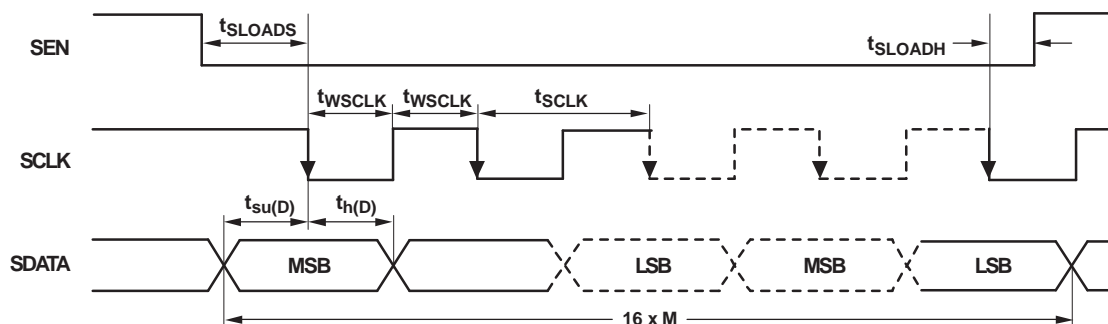 tSLOADS
SEN
tSLOADH
tWSCLK tWSCLK tSCLK
SCLK
tsu(D) th(D)
SDATA MSB LSB MSB LSB
16 x M